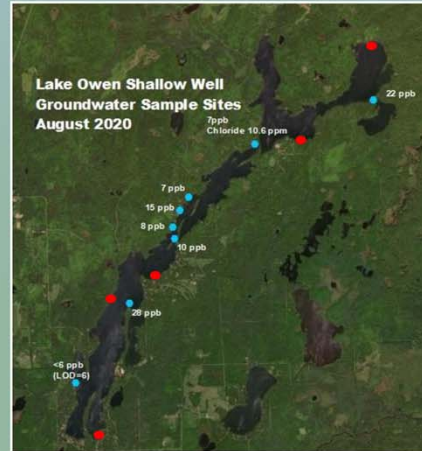 Lake Owen Shallow Well
Groundwater Sample Sites
August 2020
7ppb
Chloride 10.6 ppm
22 ppb
7 ppb
15 ppb
8 ppb
10 ppb
28 ppb
<6 ppb
(LOD=6)